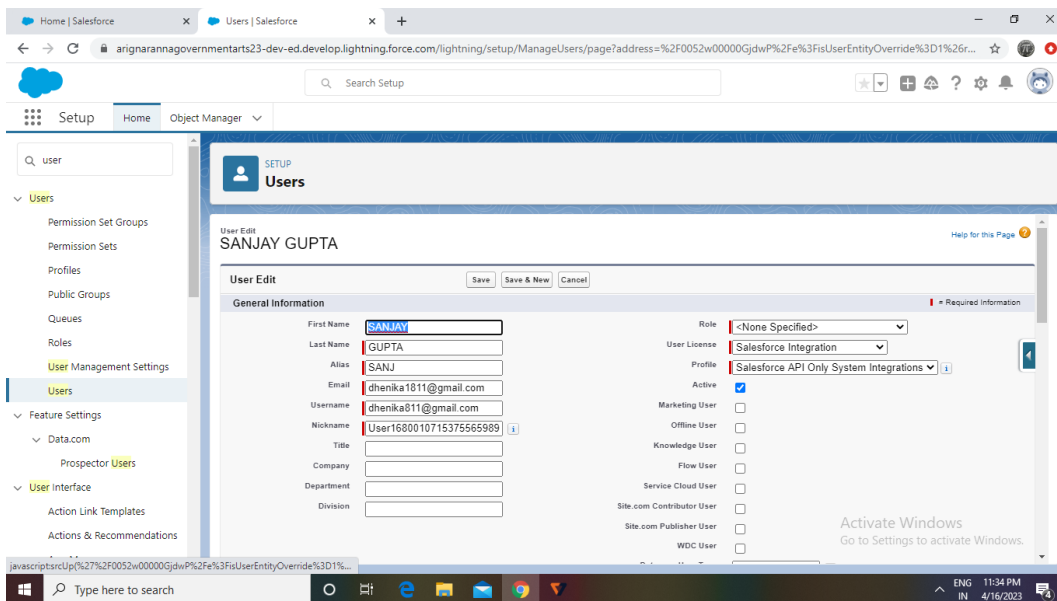 Home | Salesforce
Users | Salesforce
arignarannagovernmentarts23-dev-ed.develop.lightning.force.com/lightning/setup/ManageUsers/page?address=%2F0052w00000GjdwP%2Fe%3FisUserEntityOverride%3D1%26r...
Search Setup
Setup
Home
Object Manager
user
Users
Permission Set Groups
Permission Sets
Profiles
Public Groups
Queues
Roles
User Management Settings
Users
Feature Settings
Data.com
Prospector Users
User Interface
Action Link Templates
Actions & Recommendations
SETUP
Users
User Edit
SANJAY GUPTA
Help for this Page
User Edit
Save
Save & New
Cancel
General Information
= Required Information
First Name SANJAY
Last Name GUPTA
Alias SANJ
Email dhenika1811@gmail.com
Username dhenika811@gmail.com
Nickname User1680010715375565989 i
Title
Company
Department
Division
Role <None Specified>
User License Salesforce Integration
Profile Salesforce API Only System Integrations i
Active
Marketing User
Offline User
Knowledge User
Flow User
Service Cloud User
Site.com Contributor User
Site.com Publisher User
WDC User
Activate Windows
Go to Settings to activate Windows.
javascript:srcUp(%27%2F0052w00000GjdwP%2Fe%3FisUserEntityOverride%3D1%...
Type here to search
ENG 11:34 PM
IN 4/16/2023
4